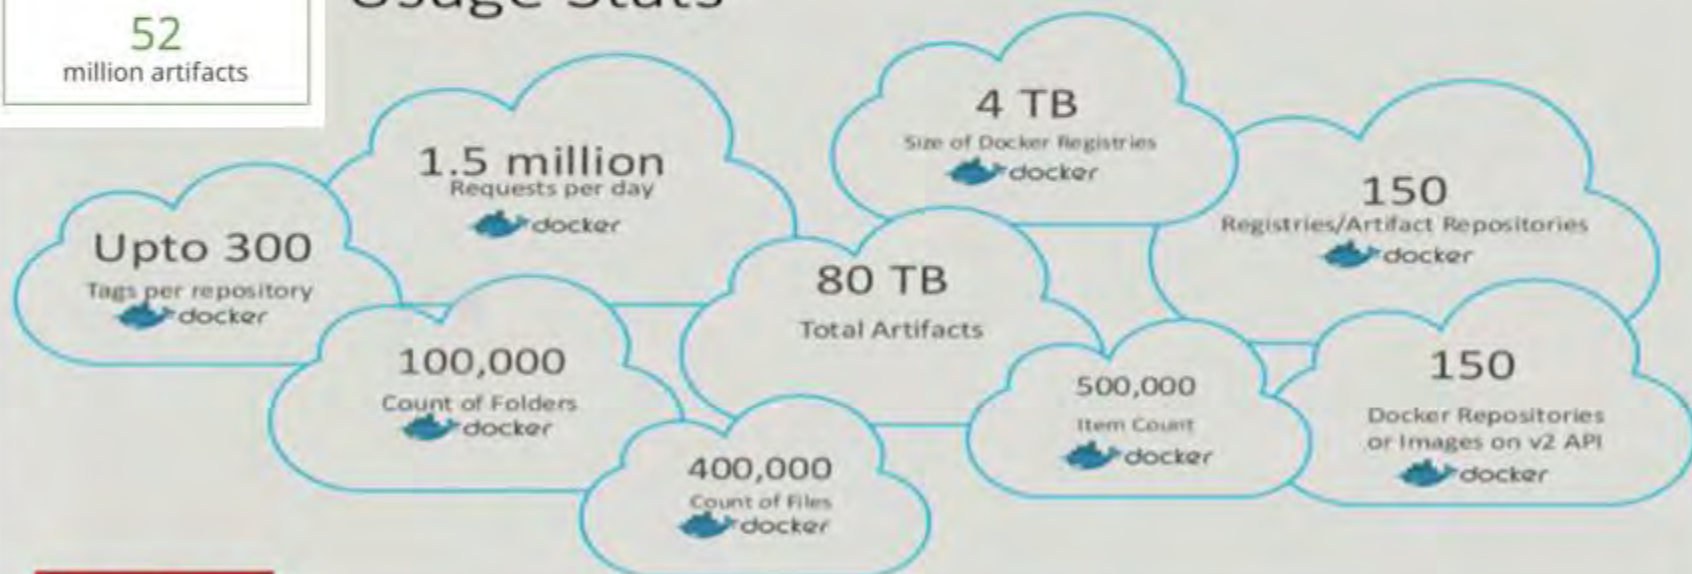 Usage Stats
52
million artifacts
4 TB
Size of Docker Registries
docker
1.5 million
Requests per day
docker
150
Registries/Artifact Repositories
docker
Upto 300
Tags per repository
docker
80 TB
Total Artifacts
100,000
Count of Folders
docker
500,000
Item Count
docker
150
Docker Repositories
or Images on v2 API
docker
400,000
Count of Files
docker